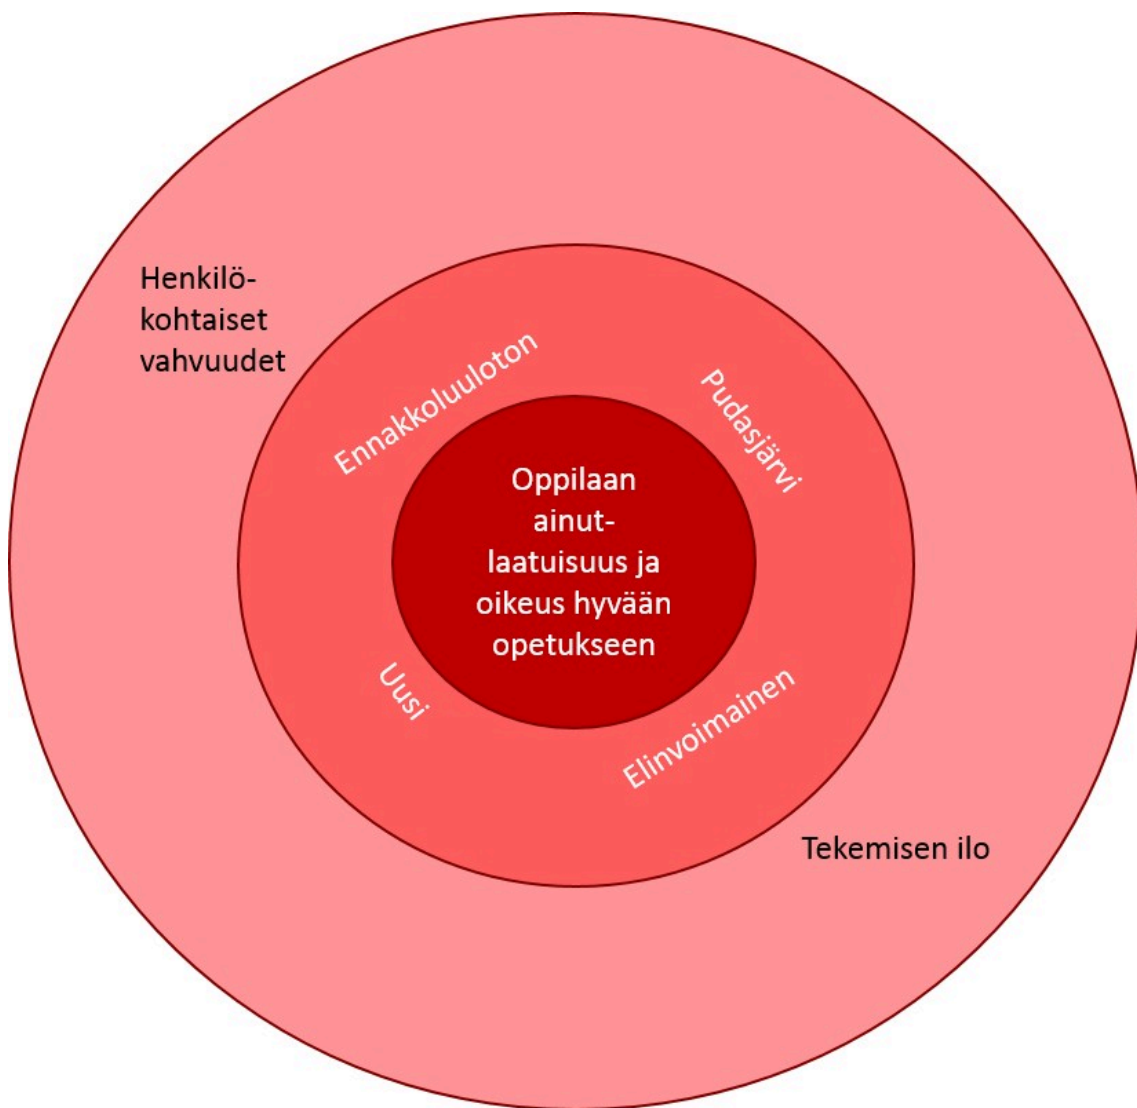 Henkilö-
kohtaiset
vahvuudet
Ennakkoluuloton
Pudasjärvi
Oppilaan
ainut-
laatuisuus ja
oikeus hyvään
opetukseen
Uusi
Elinvoimainen
Tekemisen ilo